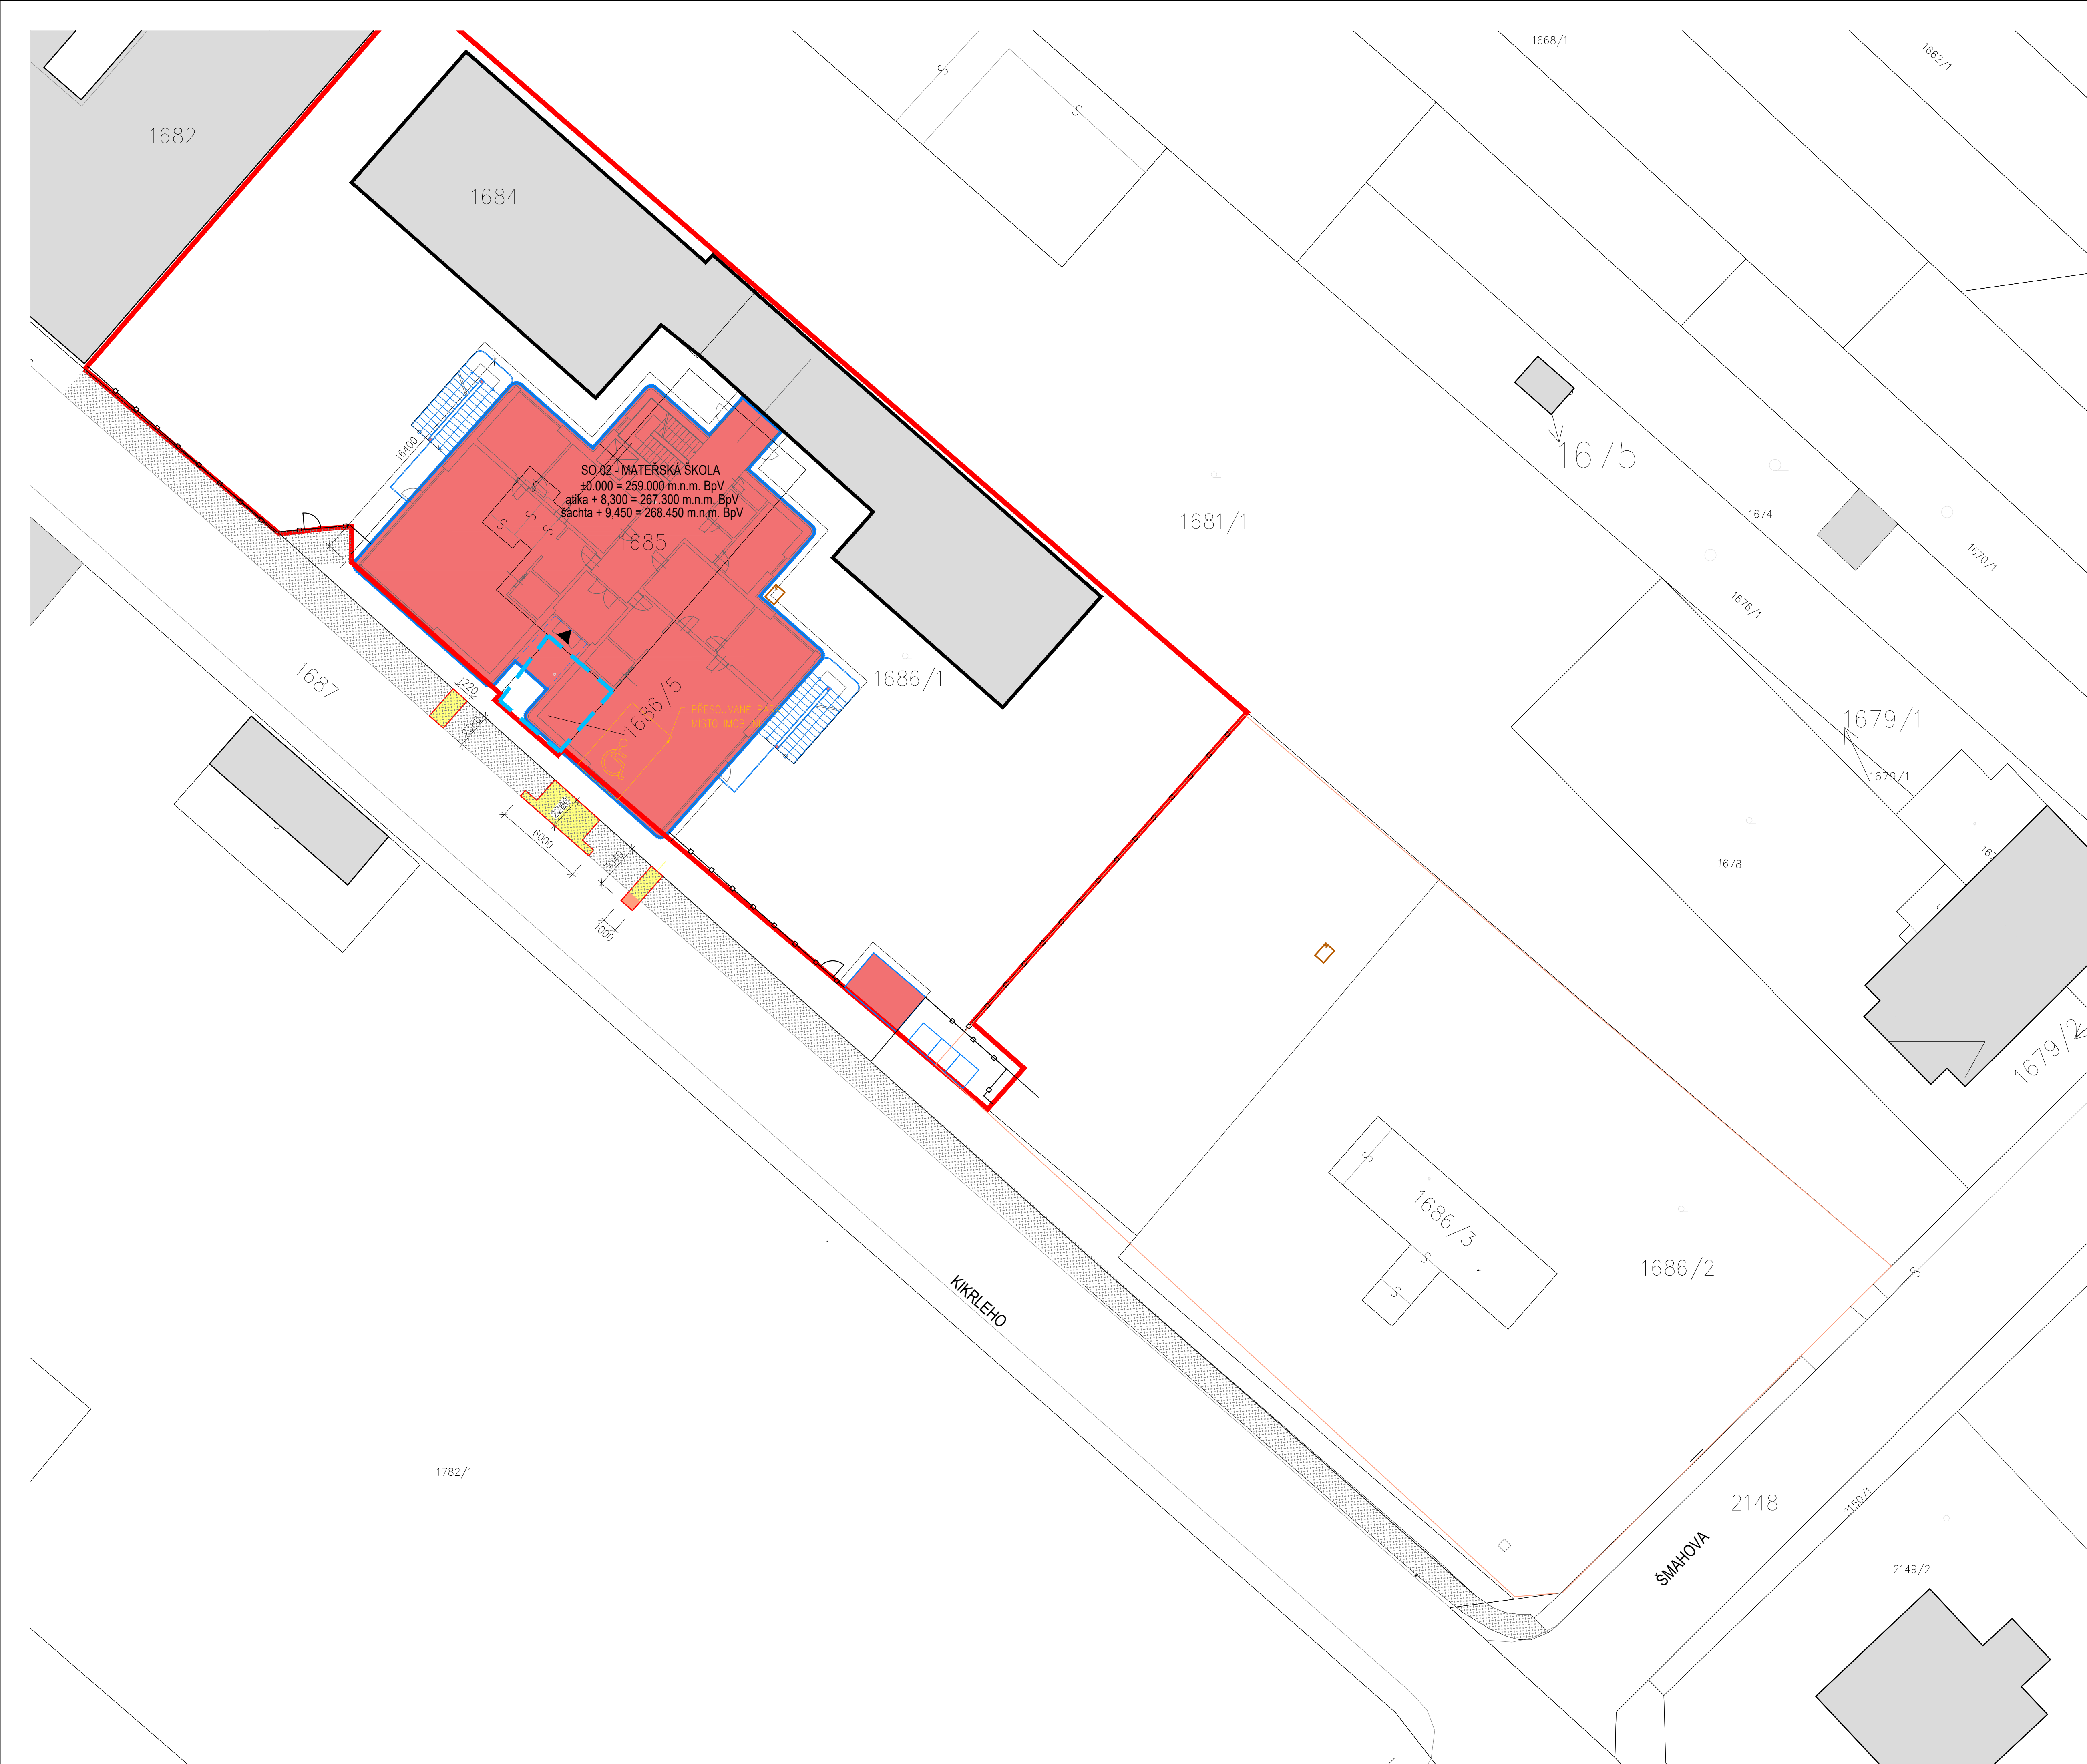 1668/1
1662/1
S
S
1682
1684
1675
1674
1670/1
1676/1
1681/1
16400
SO 02 - MATEŘSKÁ ŠKOLA
±0.000 = 259.000 m.n.m. BpV
atika + 8,300 = 267.300 m.n.m. BpV
šachta + 9,450 = 268.450 m.n.m. BpV
S
S
S
S
1685
1686/1
1686/5
PŘESOUVANÉ
MÍSTO
1687
1220
2380
2280
6000
3040
1000
1679/1
1679/1
1678
1679/2
S
1686/3
S
S
1686/2
S
KIKRLEHO
1782/1
2148
2150/1
ŠMAHOVA
2149/2